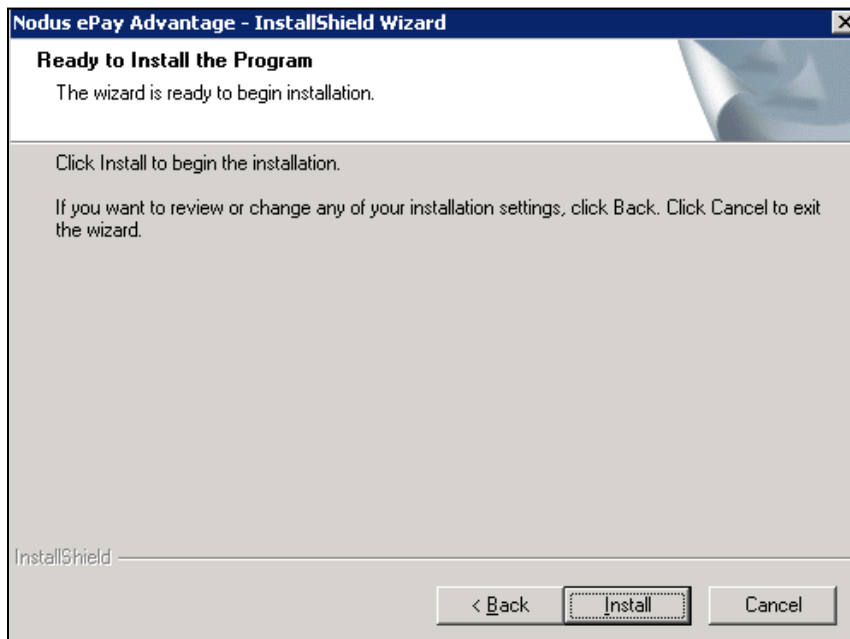 Nodus ePay Advantage - InstallShield Wizard
Ready to Install the Program
The wizard is ready to begin installation.
Click Install to begin the installation.
If you want to review or change any of your installation settings, click Back. Click Cancel to exit
the wizard.
InstallShield
< Back Install Cancel